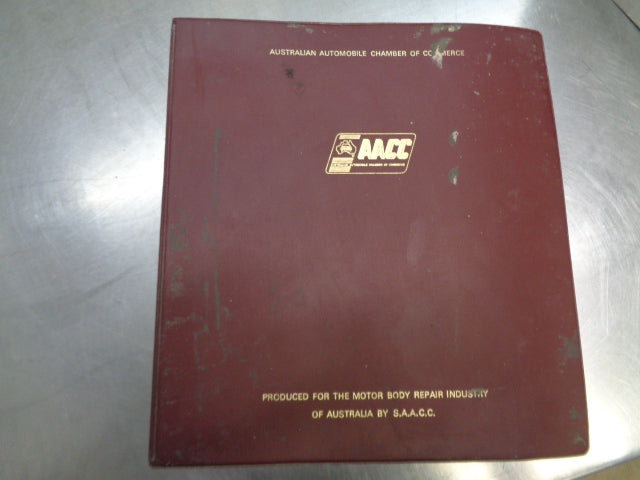 AUSTRALIAN AUTOMOBILE CHAMBER OF COMMERCE
AACC
PRODUCED FOR THE MOTOR BODY REPAIR INDUSTRY
OF AUSTRALIA BY S.A.A.C.C.